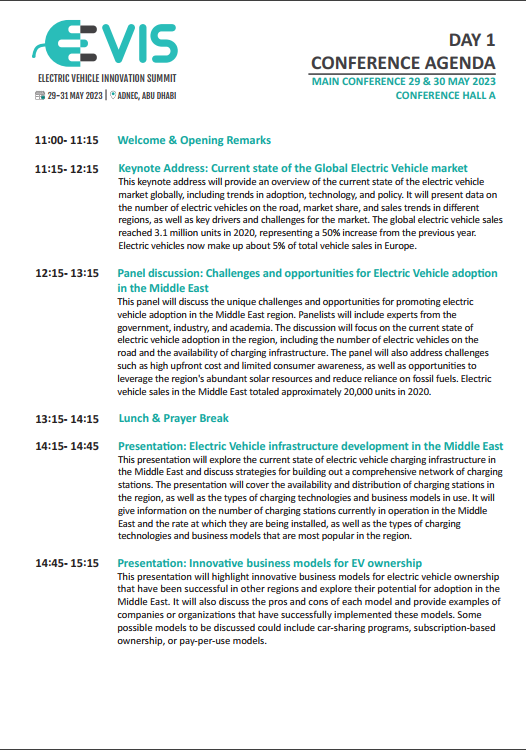 EVIS
ELECTRIC VEHICLE INNOVATION SUMMIT
29-31 MAY 2023 | ADNEC, ABU DHABI
DAY 1
CONFERENCE AGENDA
MAIN CONFERENCE 29 & 30 MAY 2023
CONFERENCE HALL A
11:00- 11:15 Welcome & Opening Remarks
11:15- 12:15 Keynote Address: Current state of the Global Electric Vehicle market
This keynote address will provide an overview of the current state of the electric vehicle
market globally, including trends in adoption, technology, and policy. It will present data on
the number of electric vehicles on the road, market share, and sales trends in different
regions, as well as key drivers and challenges for the market. The global electric vehicle sales
reached 3.1 million units in 2020, representing a 50% increase from the previous year.
Electric vehicles now make up about 5% of total vehicle sales in Europe.
12:15- 13:15 Panel discussion: Challenges and opportunities for Electric Vehicle adoption
in the Middle East
This panel will discuss the unique challenges and opportunities for promoting electric
vehicle adoption in the Middle East region. Panelists will include experts from the
government, industry, and academia. The discussion will focus on the current state of
electric vehicle adoption in the region, including the number of electric vehicles on the
road and the availability of charging infrastructure. The panel will also address challenges
such as high upfront cost and limited consumer awareness, as well as opportunities to
leverage the region's abundant solar resources and reduce reliance on fossil fuels. Electric
vehicle sales in the Middle East totaled approximately 20,000 units in 2020.
13:15- 14:15 Lunch & Prayer Break
14:15- 14:45 Presentation: Electric Vehicle infrastructure development in the Middle East
This presentation will explore the current state of electric vehicle charging infrastructure in
the Middle East and discuss strategies for building out a comprehensive network of charging
stations. The presentation will cover the availability and distribution of charging stations in
the region, as well as the types of charging technologies and business models in use. It will
give information on the number of charging stations currently in operation in the Middle
East and the rate at which they are being installed, as well as the types of charging
technologies and business models that are most popular in the region.
14:45- 15:15 Presentation: Innovative business models for EV ownership
This presentation will highlight innovative business models for electric vehicle ownership
that have been successful in other regions and explore their potential for adoption in the
Middle East. It will also discuss the pros and cons of each model and provide examples of
companies or organizations that have successfully implemented these models. Some
possible models to be discussed could include car-sharing programs, subscription-based
ownership, or pay-per-use models.